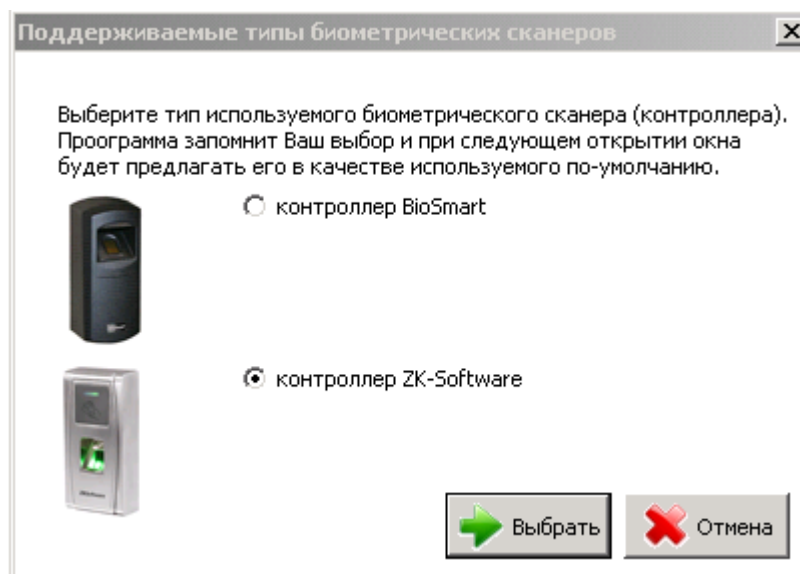 Поддерживаемые типы биометрических сканеров
Выберите тип используемого биометрического сканера (контроллера).
Проограмма запомнит Ваш выбор и при следующем открытии окна
будет предлагать его в качестве используемого по-умолчанию.
контроллер BioSmart
контроллер ZK-Software
Выбрать
Отмена